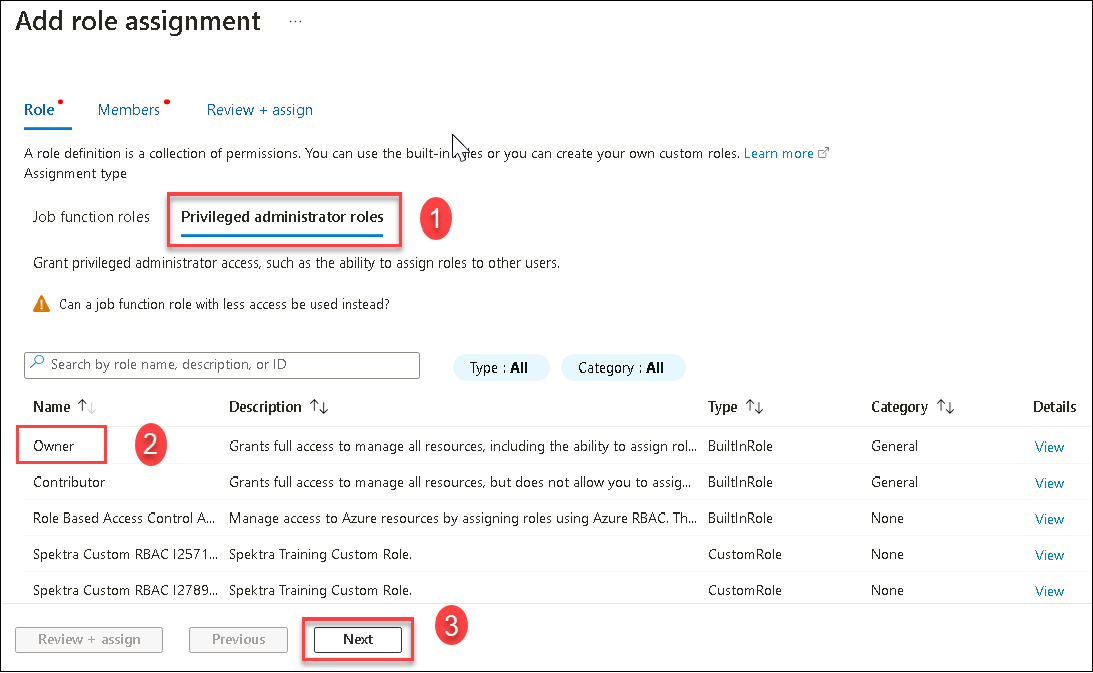 Add role assignment ...
Role Members Review + assign
A role definition is a collection of permissions. You can use the built-in roles or you can create your own custom roles. Learn more
Assignment type
Job function roles Privileged administrator roles 1
Grant privileged administrator access, such as the ability to assign roles to other users.
Can a job function role with less access be used instead?
Search by role name, description, or ID Type : All Category : All
Name Description Type Category Details
Owner 2 Grants full access to manage all resources, including the ability to assign rol... BuiltInRole General View
Contributor Grants full access to manage all resources, but does not allow you to assig... BuiltInRole General View
Role Based Access Control A... Manage access to Azure resources by assigning roles using Azure RBAC. Th... BuiltInRole None View
Spektra Custom RBAC I2571... Spektra Training Custom Role. CustomRole None View
Spektra Custom RBAC I2789... Spektra Training Custom Role. CustomRole None View
Review + assign Previous Next 3